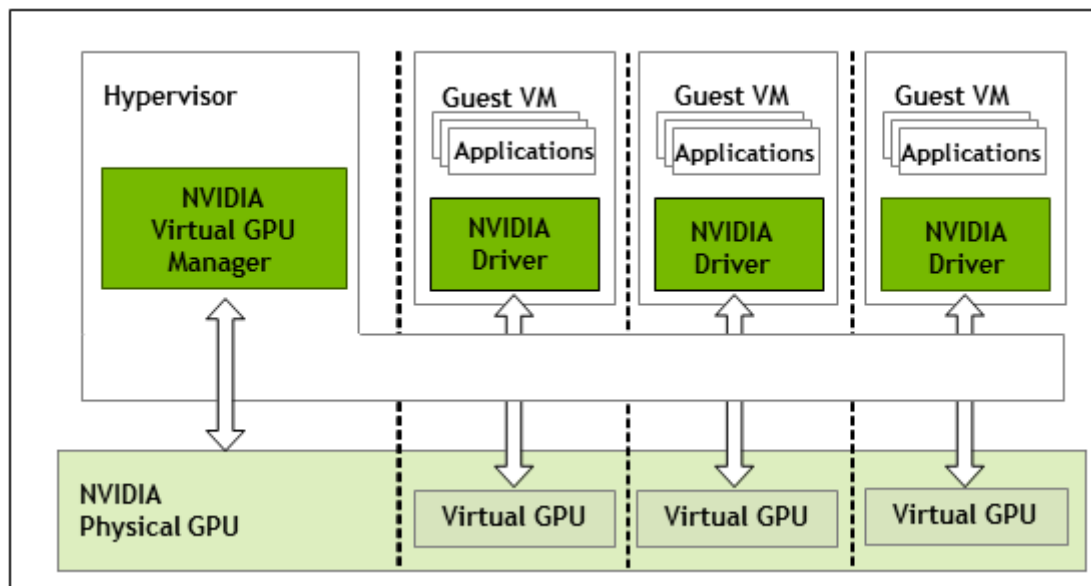 Hypervisor
NVIDIA
Virtual GPU
Manager
Guest VM
Applications
NVIDIA
Driver
Guest VM
Applications
NVIDIA
Driver
Guest VM
Applications
NVIDIA
Driver
NVIDIA
Physical GPU
Virtual GPU
Virtual GPU
Virtual GPU